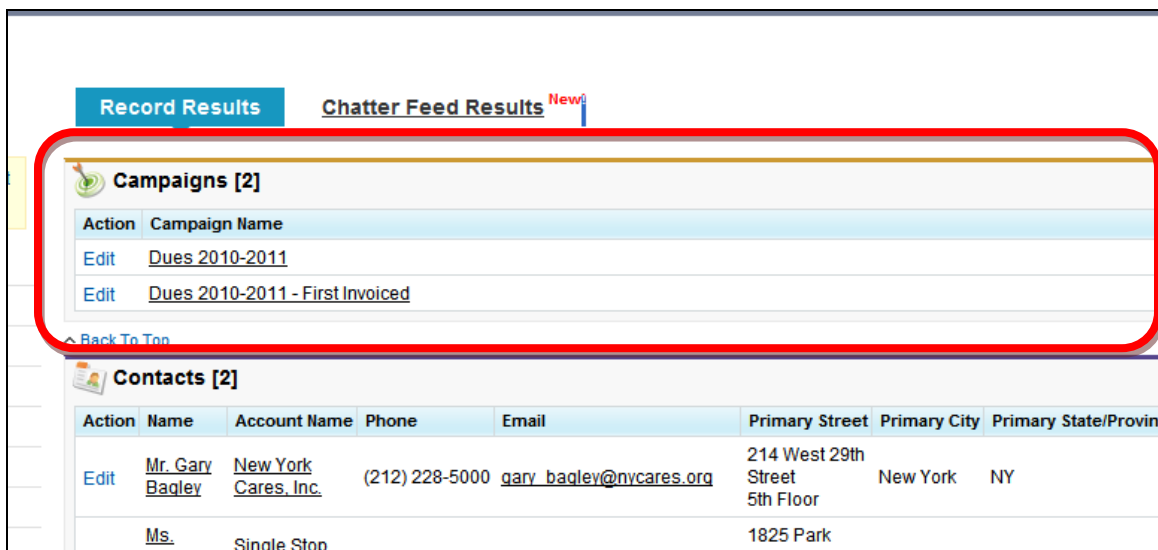 Record Results Chatter Feed Results New!
Campaigns [2]
Action Campaign Name
Edit Dues 2010-2011
Edit Dues 2010-2011 - First Invoiced
Back To Top
Contacts [2]
Action Name Account Name Phone Email Primary Street Primary City Primary State/Provin
Edit Mr. Gary Bagley New York Cares, Inc. (212) 228-5000 gary_bagley@nycares.org 214 West 29th Street 5th Floor New York NY
Ms. Single Stop 1825 Park